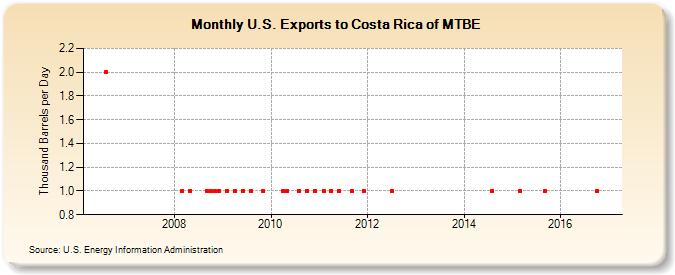 Monthly U.S. Exports to Costa Rica of MTBE
Thousand Barrels per Day
2.2
2.0
1.8
1.6
1.4
1.2
1.0
0.8
2008 2010 2012 2014 2016
Source: U.S. Energy Information Administration